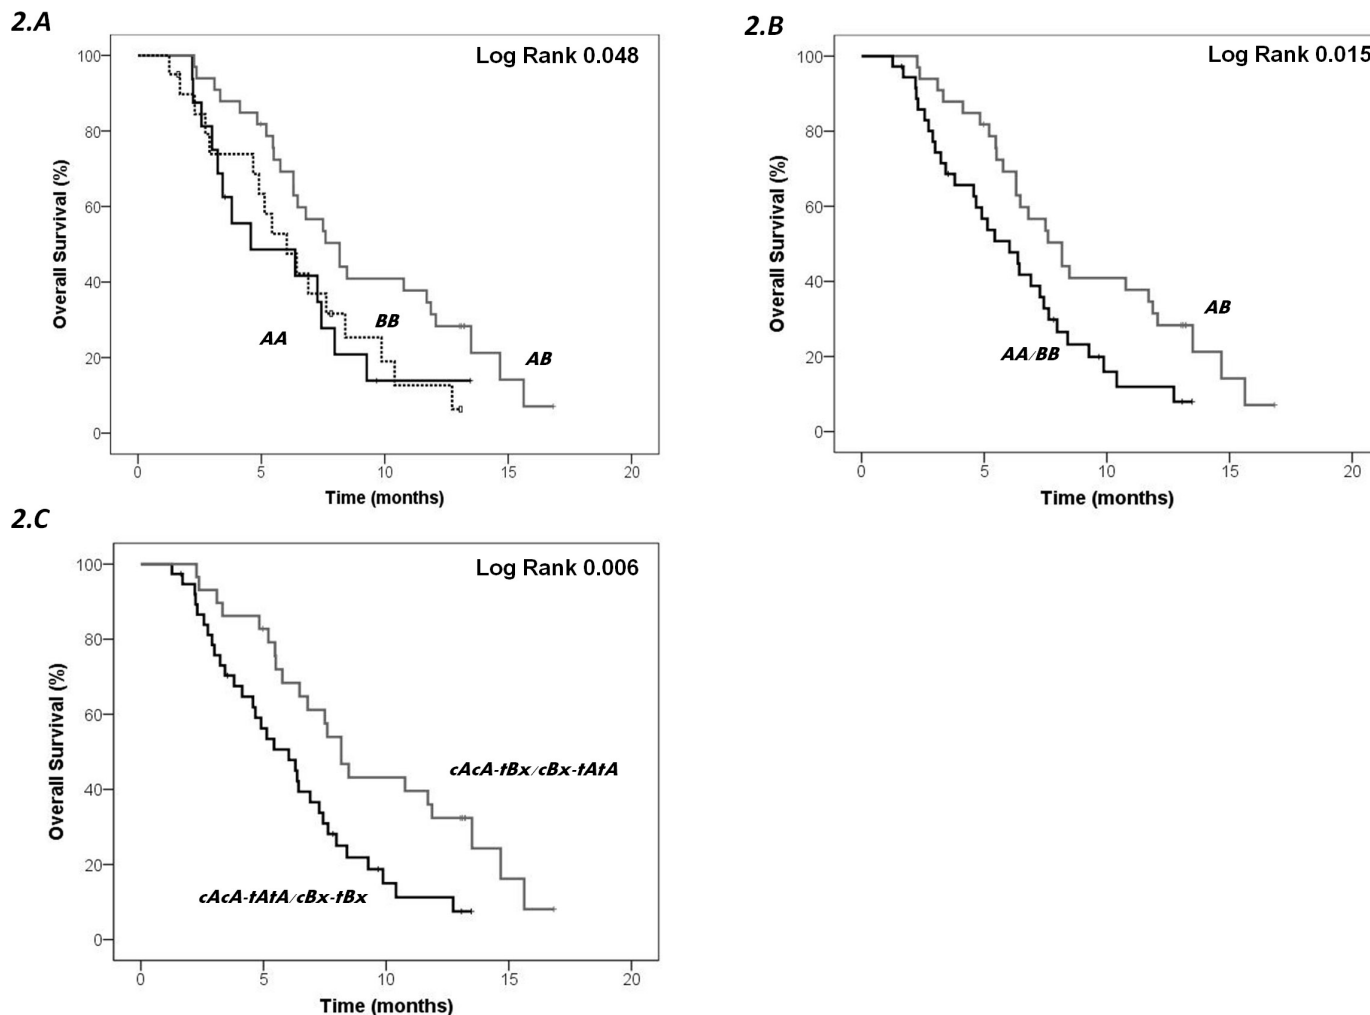 2.A
Log Rank 0.048
Overall Survival (%)
100
80
60
40
20
0
AA
BB
AB
0 5 10 15 20
Time (months)
2.B
Log Rank 0.015
Overall Survival (%)
100
80
60
40
20
0
AB
AA/BB
0 5 10 15 20
Time (months)
2.C
Log Rank 0.006
Overall Survival (%)
100
80
60
40
20
0
cAcA-tBx/cBx-tAtA
cAcA-tAtA/cBx-tBx
0 5 10 15 20
Time (months)